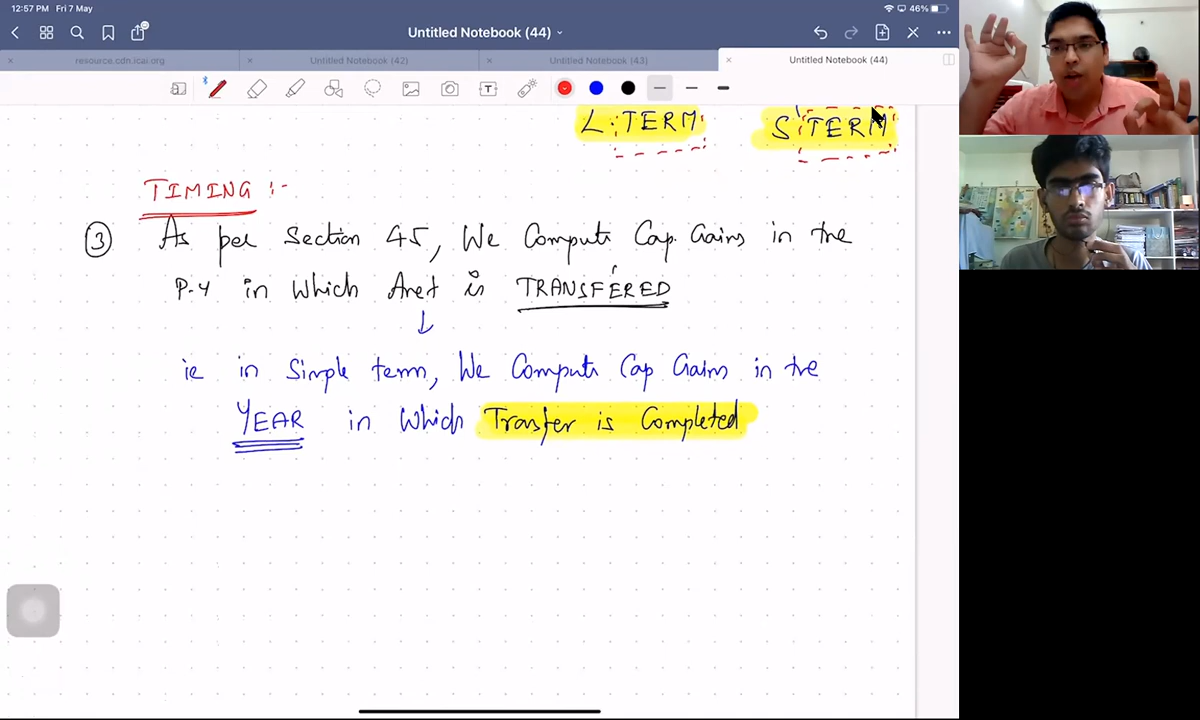 12:57 PM Fri 7 May
46%
Untitled Notebook (44)
resource.cdn.icai.org
Untitled Notebook (42)
Untitled Notebook (43)
Untitled Notebook (44)
L:TERM
S:TERM
TIMING :-
③ As per Section 45, We Compute Cap. Gains in the
P.Y in which Asset is TRANSFERED
ie in Simple term, We Compute Cap Gains in the
YEAR in which Transfer is Completed